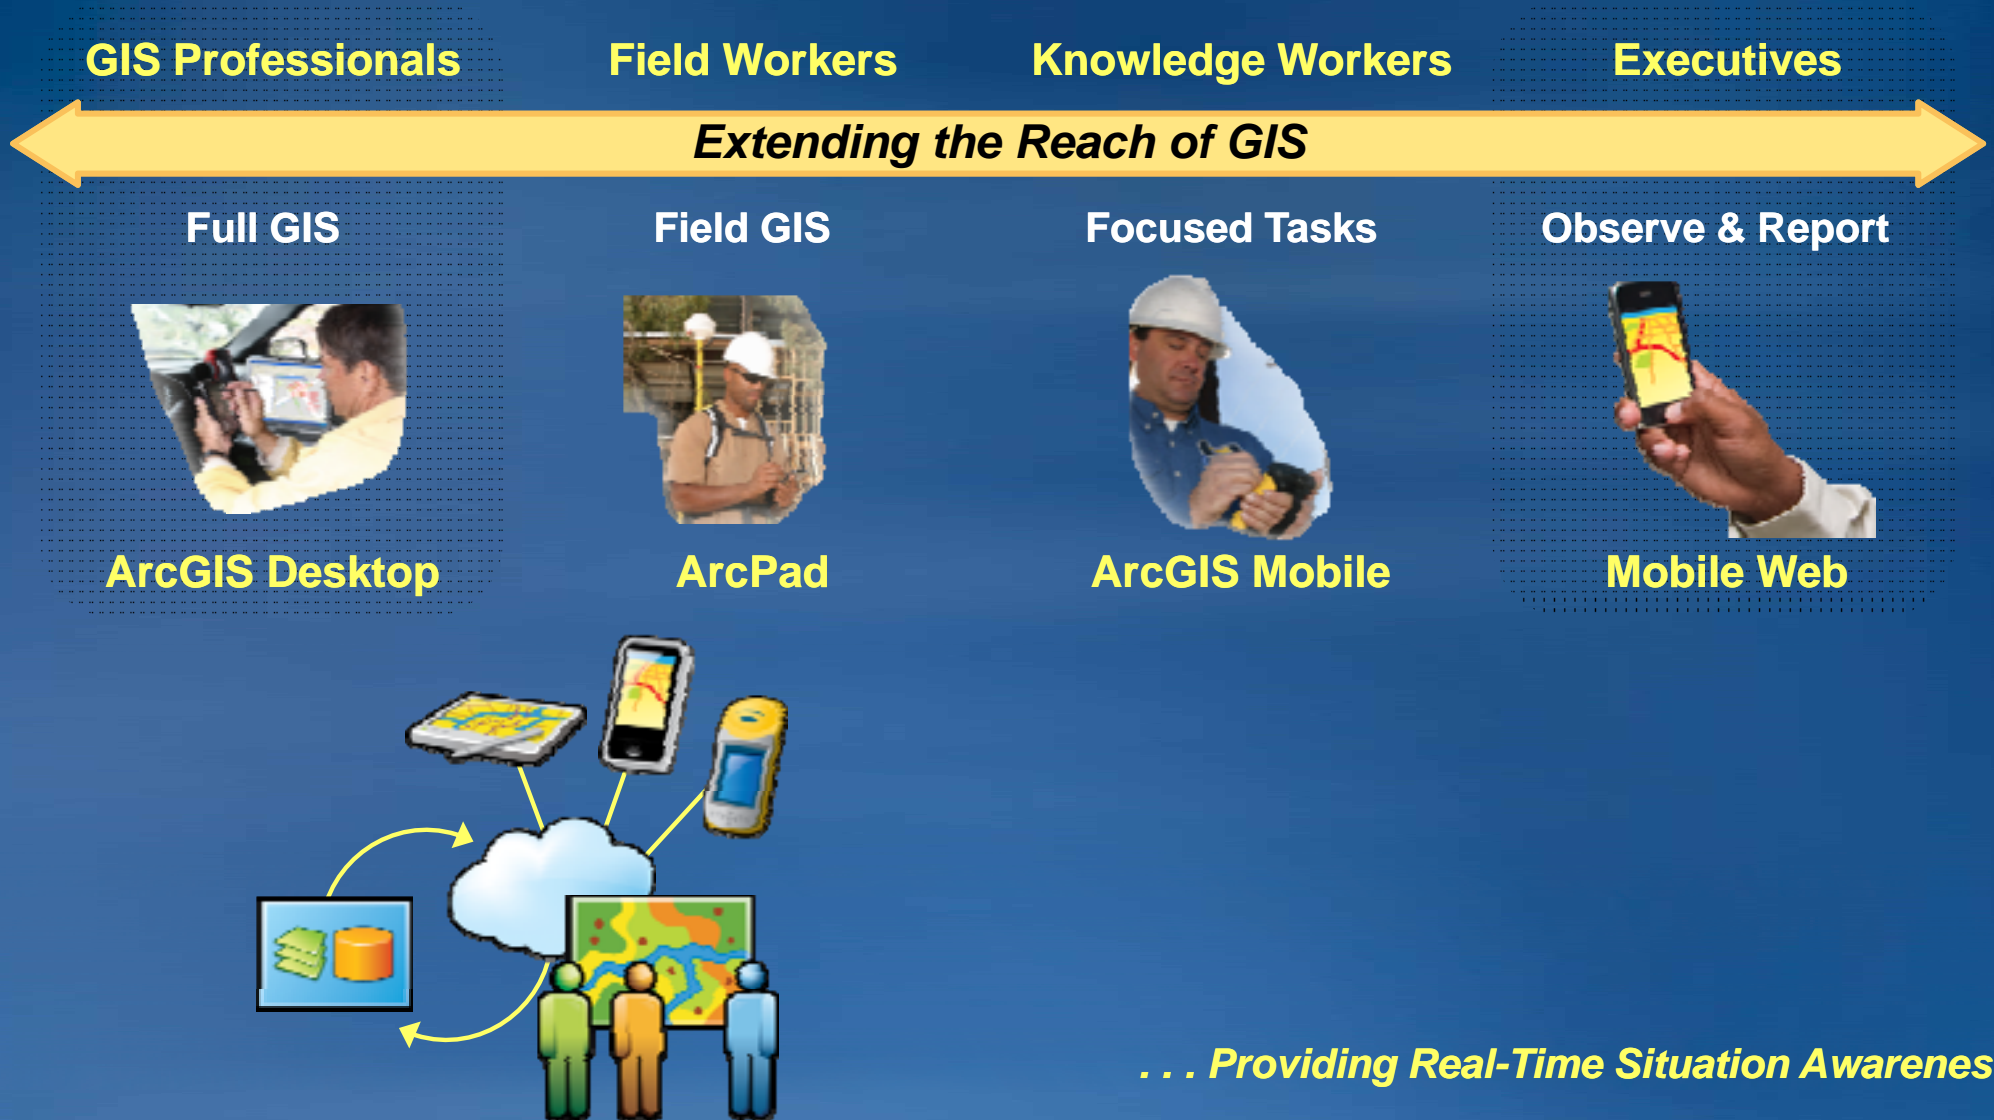 GIS Professionals Field Workers Knowledge Workers Executives
Extending the Reach of GIS
Full GIS Field GIS Focused Tasks Observe & Report
ArcGIS Desktop ArcPad ArcGIS Mobile Mobile Web
. . . Providing Real-Time Situation Awarenes